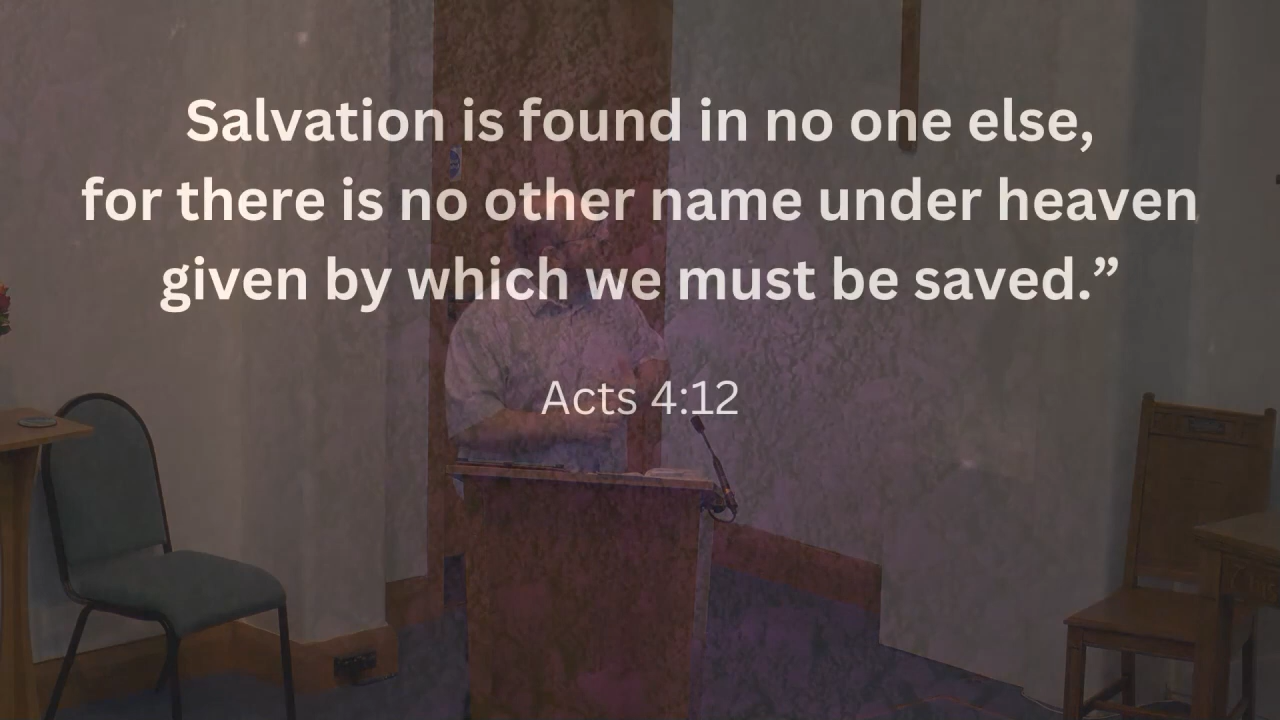 Salvation is found in no one else,
for there is no other name under heaven
given by which we must be saved.”
Acts 4:12